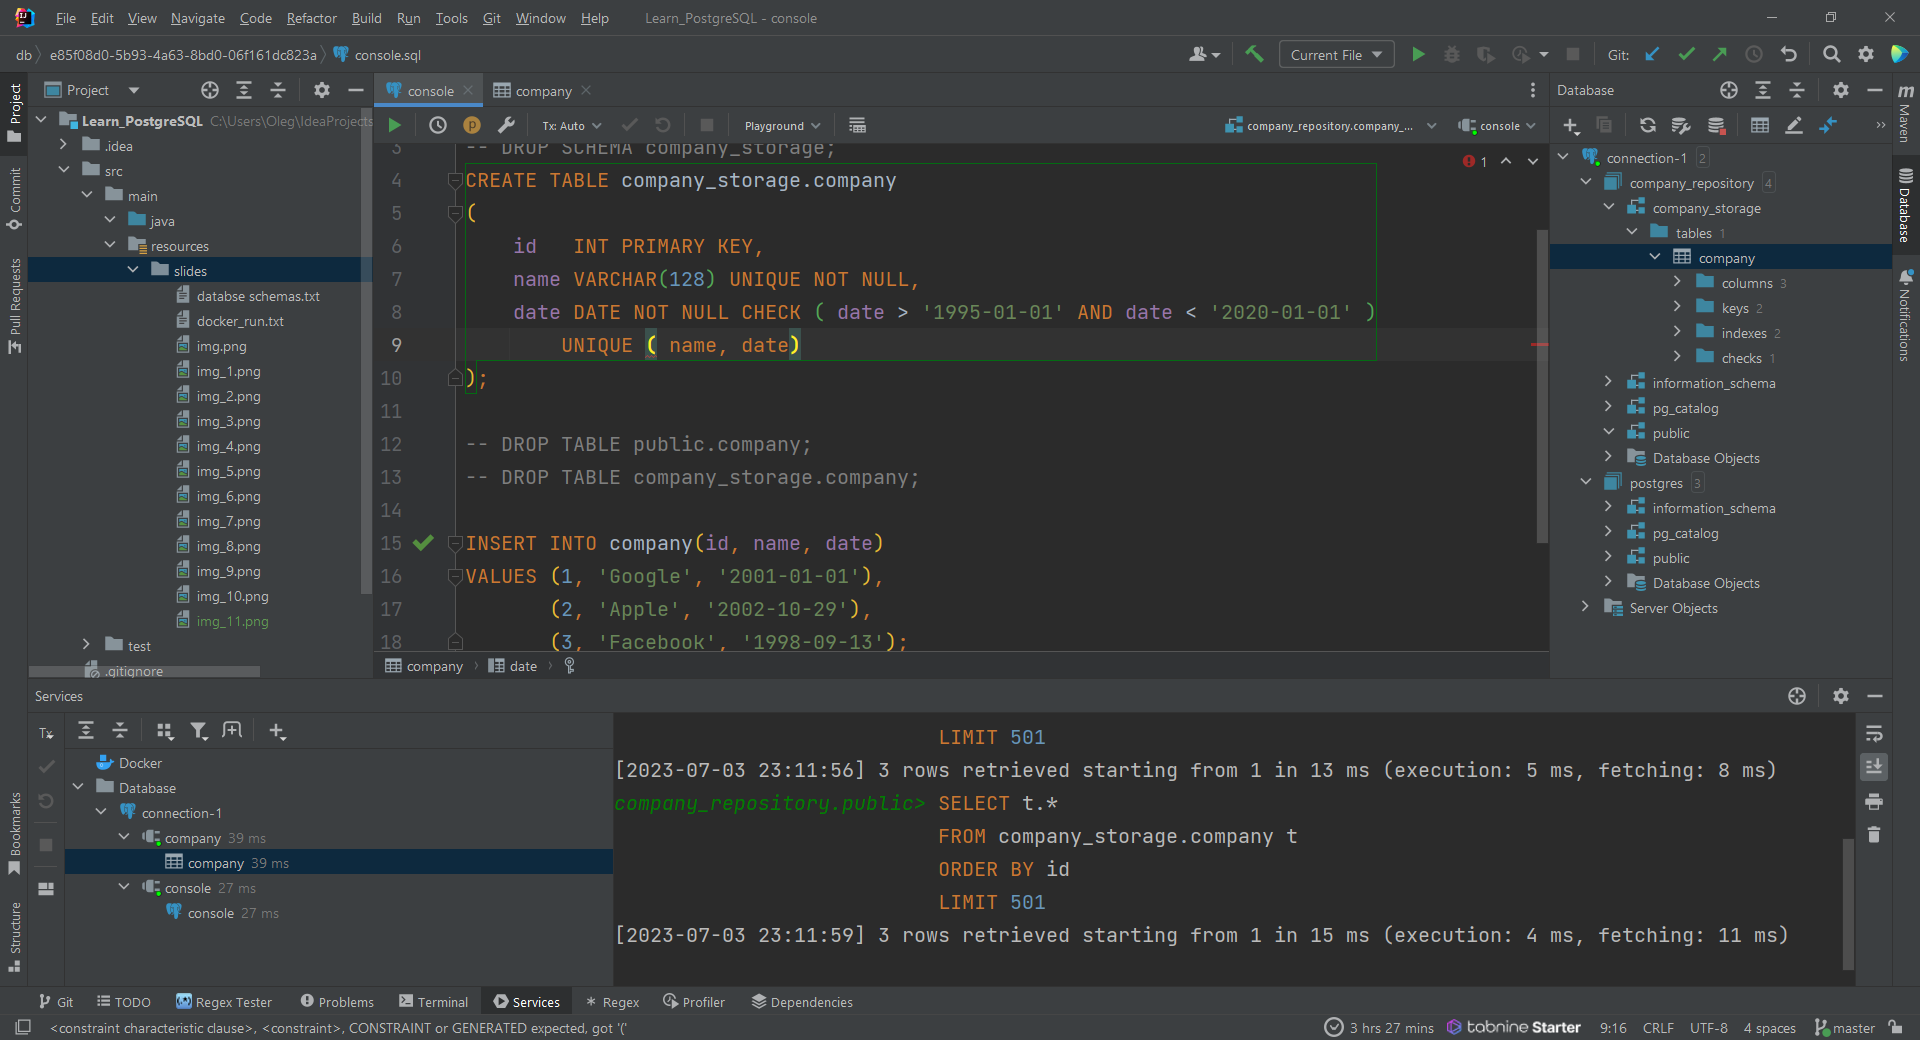 File Edit View Navigate Code Refactor Build Run Tools Git Window Help Learn_PostgreSQL - console
db e85f08d0-5b93-4a63-8bd0-06f161dc823a console.sql
Current File Git:
Project
Learn_PostgreSQL C:\Users\Oleg\IdeaProjects
.idea
src
main
java
resources
slides
databse schemas.txt
docker_run.txt
img.png
img_1.png
img_2.png
img_3.png
img_4.png
img_5.png
img_6.png
img_7.png
img_8.png
img_9.png
img_10.png
img_11.png
test
.gitignore
Project
Commit
Pull Requests
Bookmarks
Structure
console company
Tx: Auto Playground company_repository.company_... console
1
3 -- DROP SCHEMA company_storage;
4 CREATE TABLE company_storage.company
5 (
6 id INT PRIMARY KEY,
7 name VARCHAR(128) UNIQUE NOT NULL,
8 date DATE NOT NULL CHECK ( date > '1995-01-01' AND date < '2020-01-01' )
9 UNIQUE ( name, date)
10 );
11
12 -- DROP TABLE public.company;
13 -- DROP TABLE company_storage.company;
14
15 INSERT INTO company(id, name, date)
16 VALUES (1, 'Google', '2001-01-01'),
17 (2, 'Apple', '2002-10-29'),
18 (3, 'Facebook', '1998-09-13');
company date
Database
connection-1 2
company_repository 4
company_storage
tables 1
company
columns 3
keys 2
indexes 2
checks 1
information_schema
pg_catalog
public
Database Objects
postgres 3
information_schema
pg_catalog
public
Database Objects
Server Objects
Maven
Database
Notifications
Services
Tx
Docker
Database
connection-1
company 39 ms
company 39 ms
console 27 ms
console 27 ms
LIMIT 501
[2023-07-03 23:11:56] 3 rows retrieved starting from 1 in 13 ms (execution: 5 ms, fetching: 8 ms)
company_repository.public> SELECT t.*
FROM company_storage.company t
ORDER BY id
LIMIT 501
[2023-07-03 23:11:59] 3 rows retrieved starting from 1 in 15 ms (execution: 4 ms, fetching: 11 ms)
Git TODO Regex Tester Problems Terminal Services Regex Profiler Dependencies
<constraint characteristic clause>, <constraint>, CONSTRAINT or GENERATED expected, got '(' 3 hrs 27 mins tabnine Starter 9:16 CRLF UTF-8 4 spaces master